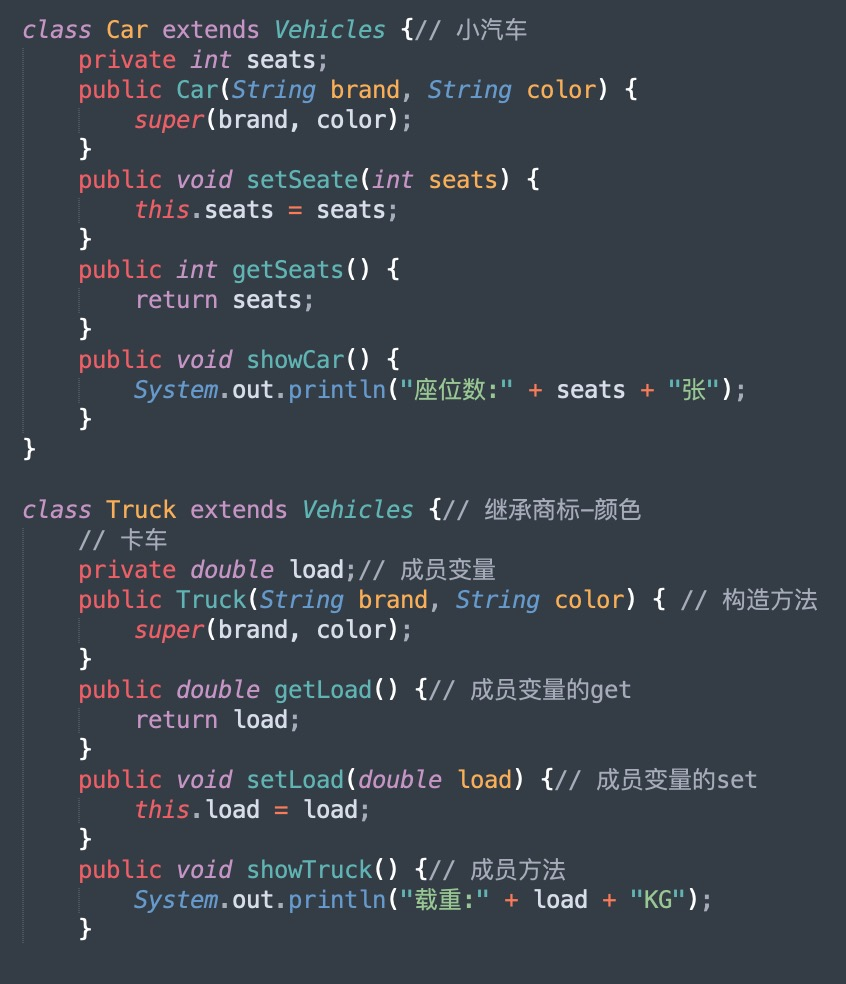 class Car extends Vehicles {// 小汽车
    private int seats;
    public Car(String brand, String color) {
        super(brand, color);
    }
    public void setSeate(int seats) {
        this.seats = seats;
    }
    public int getSeats() {
        return seats;
    }
    public void showCar() {
        System.out.println("座位数:" + seats + "张");
    }
}

class Truck extends Vehicles {// 继承商标-颜色
    // 卡车
    private double load;// 成员变量
    public Truck(String brand, String color) { // 构造方法
        super(brand, color);
    }
    public double getLoad() {// 成员变量的get
        return load;
    }
    public void setLoad(double load) {// 成员变量的set
        this.load = load;
    }
    public void showTruck() {// 成员方法
        System.out.println("载重:" + load + "KG");
    }